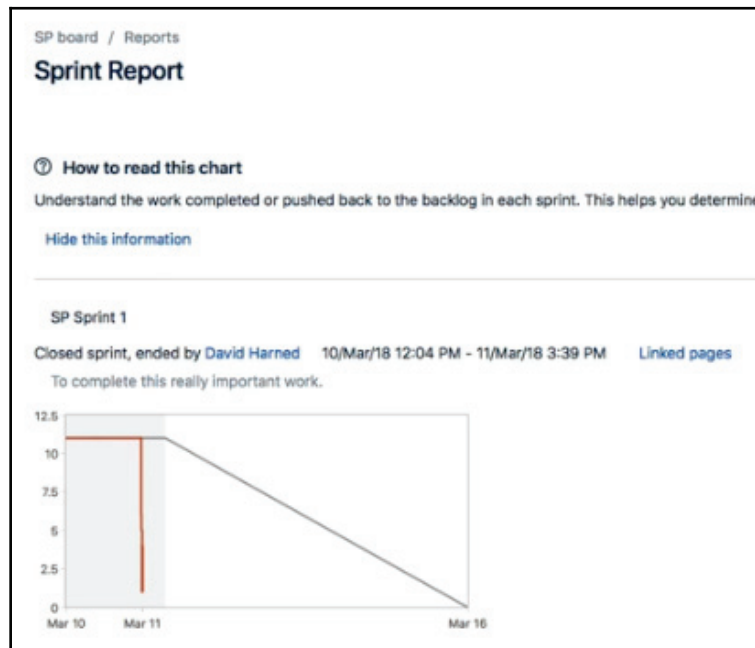 SP board / Reports
Sprint Report
How to read this chart
Understand the work completed or pushed back to the backlog in each sprint. This helps you determine
Hide this information
SP Sprint 1
Closed sprint, ended by David Harned 10/Mar/18 12:04 PM - 11/Mar/18 3:39 PM Linked pages
To complete this really important work.
12.5
10
7.5
5
2.5
0
Mar 10 Mar 11 Mar 16